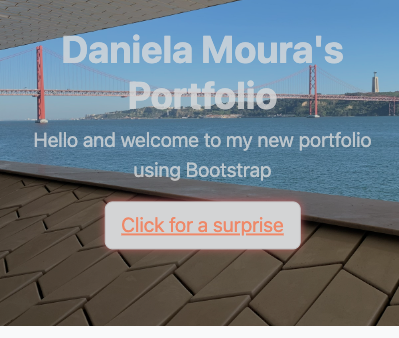 Daniela Moura's
Portfolio
Hello and welcome to my new portfolio
using Bootstrap
Click for a surprise